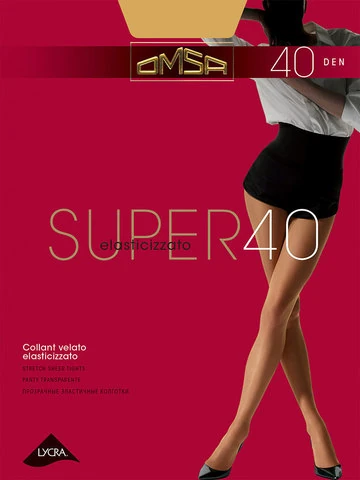 OMSA
40 DEN
SUPER 40
elasticizzato
Collant velato
elasticizzato
STRETCH SHEER TIGHTS
PANTY TRANSPARENTE
ПРОЗРАЧНЫЕ ЭЛАСТИЧНЫЕ КОЛГОТКИ
LYCRA.